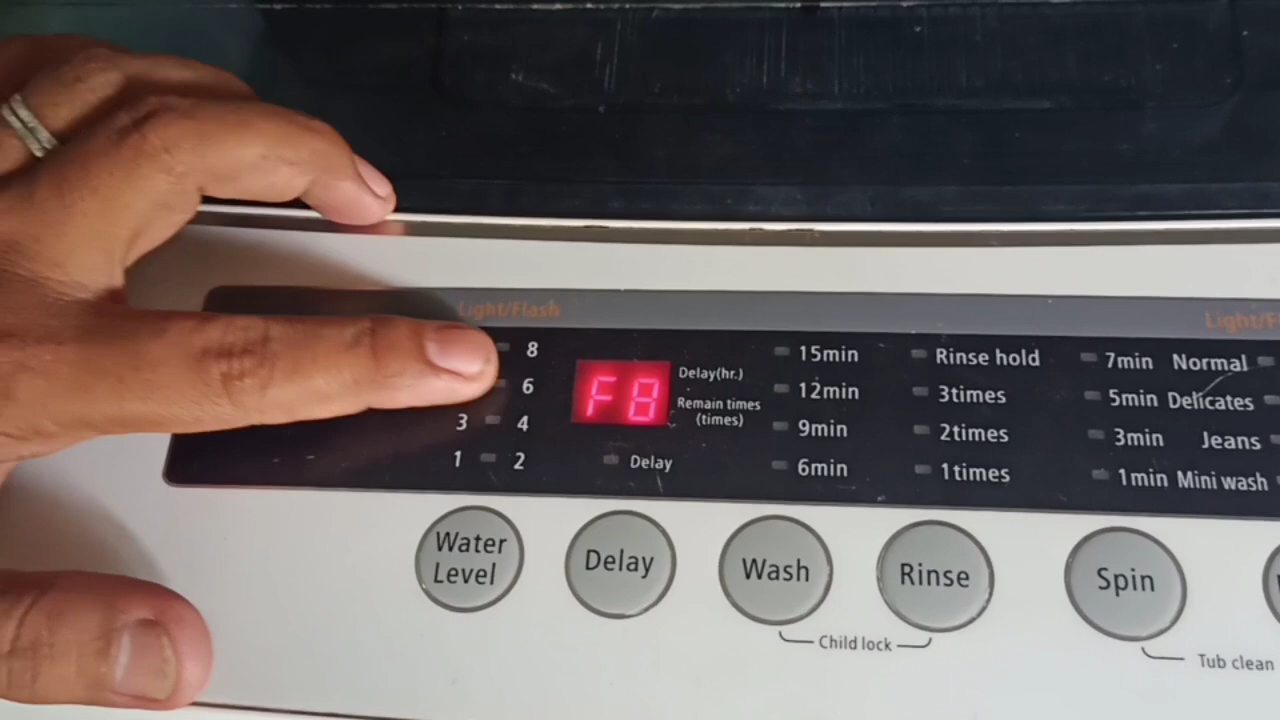 Light/Flash
Light/F
8
6
3 4
1 2
F8
Delay(hr.)
Remain times
(times)
Delay
15min
12min
9min
6min
Rinse hold
3times
2times
1times
7min Normal
5min Delicates
3min Jeans
1min Mini wash
Water
Level
Delay
Wash
Rinse
Spin
Child lock
Tub clean